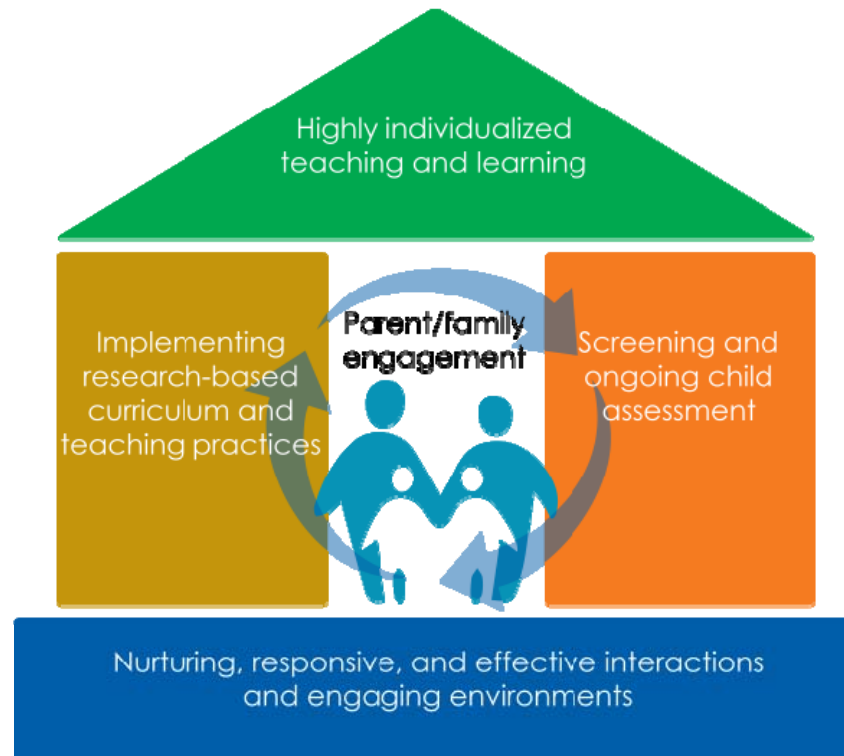 Highly individualized
teaching and learning
Implementing
research-based
curriculum and
teaching practices
Parent/family
engagement
Screening and
ongoing child
assessment
Nurturing, responsive, and effective interactions
and engaging environments